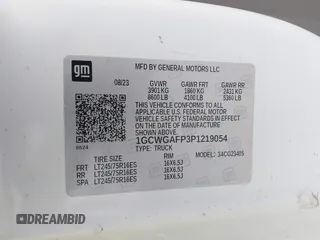 gm
MFD BY GENERAL MOTORS LLC
08/23
GVWR GAWR FRT GAWR RR
3901 KG 1860 KG 2431 KG
8600 LB 4100 LB 5360 LB
THIS VEHICLE CONFORMS TO ALL APPLICABLE
U.S. FEDERAL MOTOR VEHICLE SAFETY
STANDARDS IN EFFECT ON THE DATE OF
MANUFACTURE SHOWN ABOVE.
1GCWGAFP3P1219054
TYPE: TRUCK
TIRE SIZE RIM
FRT LT245/75R16ES 16X6.5J
RR LT245/75R16ES 16X6.5J
SPA LT245/75R16ES 16X6.5J
DREAMBID